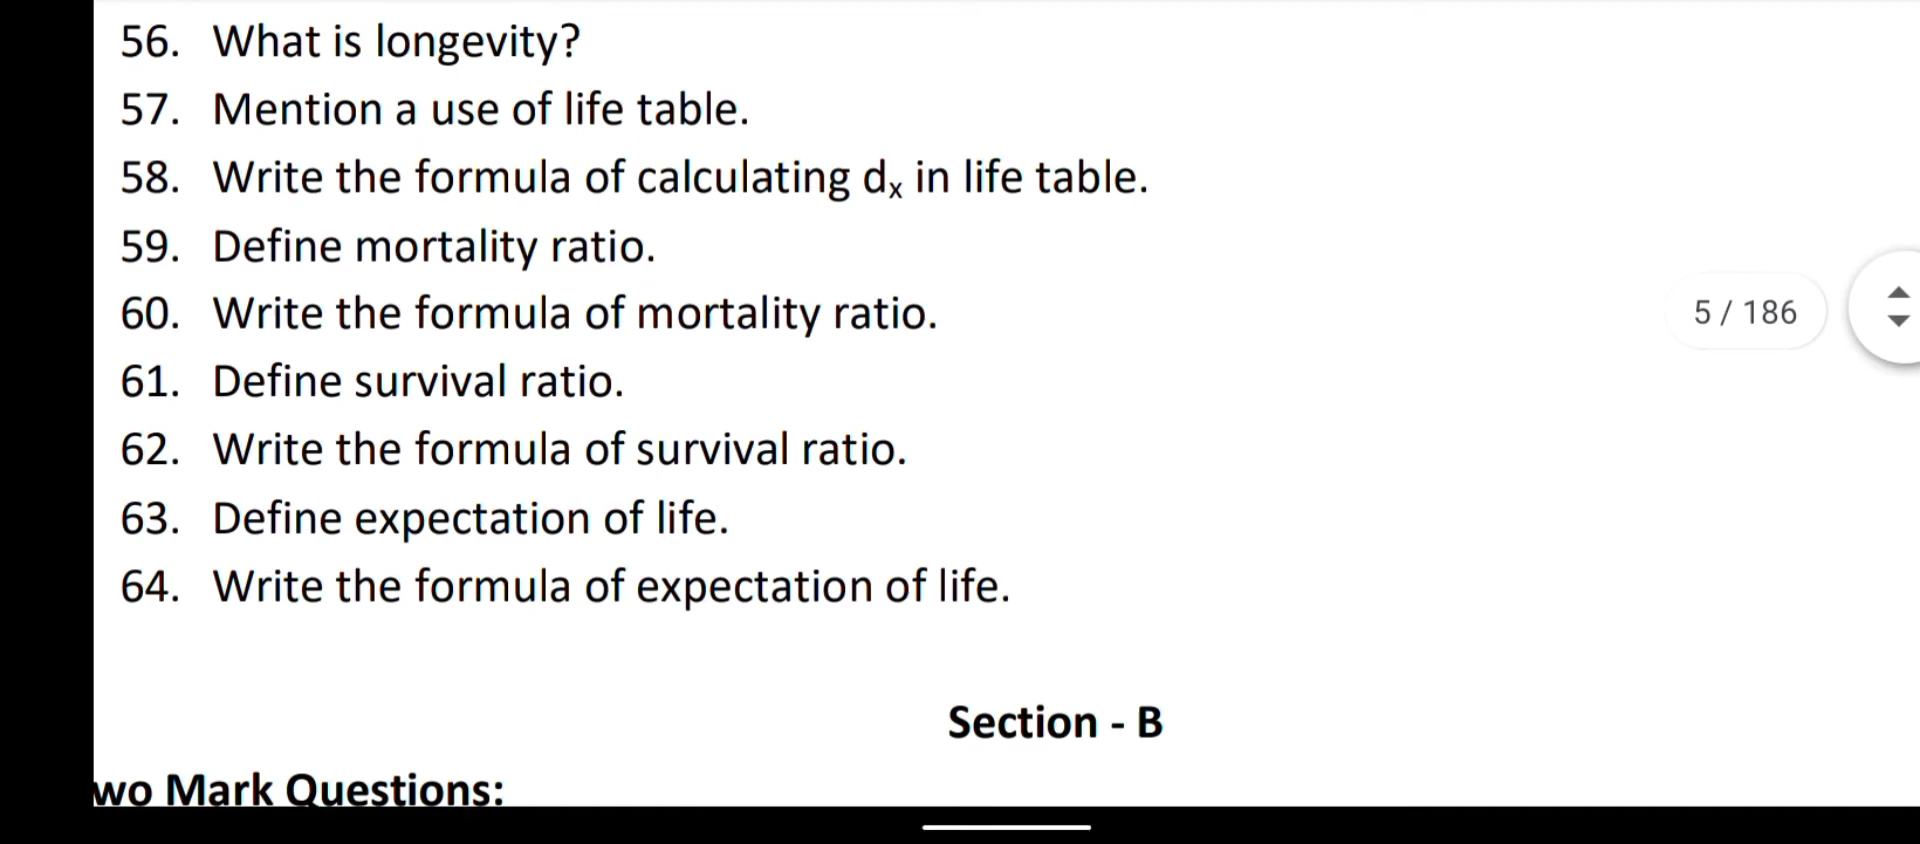 56. What is longevity?
57. Mention a use of life table.
58. Write the formula of calculating dₓ in life table.
59. Define mortality ratio.
60. Write the formula of mortality ratio.
5 / 186
61. Define survival ratio.
62. Write the formula of survival ratio.
63. Define expectation of life.
64. Write the formula of expectation of life.
Section - B
wo Mark Questions: